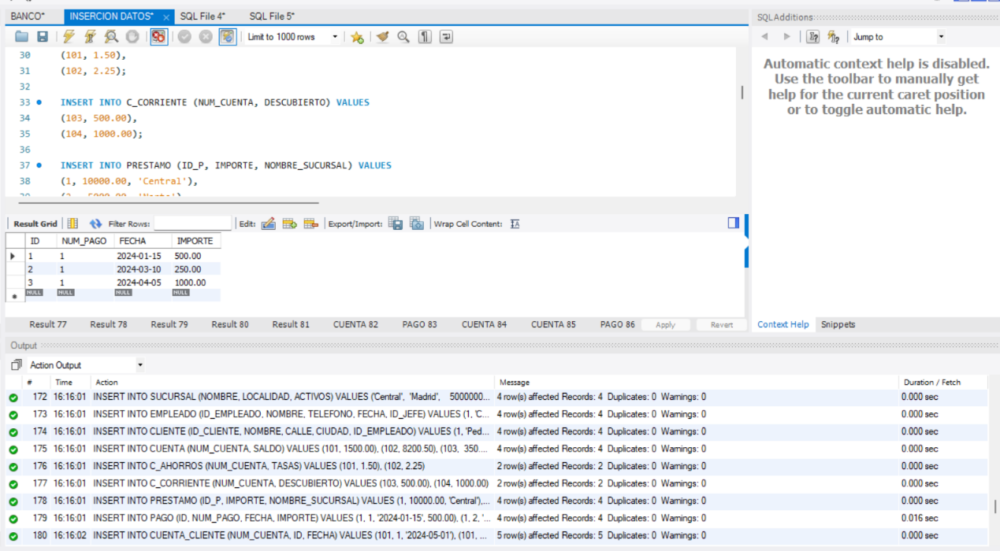 BANCO* INSERCION DATOS* × SQL File 4* SQL File 5*
SQLAdditions
Limit to 1000 rows
Jump to
30 (101, 1.50),
31 (102, 2.25);
32
33 INSERT INTO C_CORRIENTE (NUM_CUENTA, DESCUBIERTO) VALUES
34 (103, 500.00),
35 (104, 1000.00);
36
37 INSERT INTO PRESTAMO (ID_P, IMPORTE, NOMBRE_SUCURSAL) VALUES
38 (1, 10000.00, 'Central'),
Automatic context help is disabled.
Use the toolbar to manually get
help for the current caret position
or to toggle automatic help.
Result Grid Filter Rows: Edit: Export/Import: Wrap Cell Content:
ID NUM_PAGO FECHA IMPORTE
1 1 2024-01-15 500.00
2 1 2024-03-10 250.00
3 1 2024-04-05 1000.00
NULL NULL NULL NULL
Result 77 Result 78 Result 79 Result 80 Result 81 CUENTA 82 PAGO 83 CUENTA 84 CUENTA 85 PAGO 86 Apply Revert
Context Help Snippets
Output
Action Output
# Time Action Message Duration / Fetch
172 16:16:01 INSERT INTO SUCURSAL (NOMBRE, LOCALIDAD, ACTIVOS) VALUES ('Central', 'Madrid', 5000000... 4 row(s) affected Records: 4 Duplicates: 0 Warnings: 0 0.000 sec
173 16:16:01 INSERT INTO EMPLEADO (ID_EMPLEADO, NOMBRE, TELEFONO, FECHA, ID_JEFE) VALUES (1, 'C... 4 row(s) affected Records: 4 Duplicates: 0 Warnings: 0 0.000 sec
174 16:16:01 INSERT INTO CLIENTE (ID_CLIENTE, NOMBRE, CALLE, CIUDAD, ID_EMPLEADO) VALUES (1, 'Ped... 4 row(s) affected Records: 4 Duplicates: 0 Warnings: 0 0.000 sec
175 16:16:01 INSERT INTO CUENTA (NUM_CUENTA, SALDO) VALUES (101, 1500.00), (102, 8200.50), (103, 350.... 4 row(s) affected Records: 4 Duplicates: 0 Warnings: 0 0.000 sec
176 16:16:01 INSERT INTO C_AHORROS (NUM_CUENTA, TASAS) VALUES (101, 1.50), (102, 2.25) 2 row(s) affected Records: 2 Duplicates: 0 Warnings: 0 0.000 sec
177 16:16:01 INSERT INTO C_CORRIENTE (NUM_CUENTA, DESCUBIERTO) VALUES (103, 500.00), (104, 1000.00) 2 row(s) affected Records: 2 Duplicates: 0 Warnings: 0 0.000 sec
178 16:16:01 INSERT INTO PRESTAMO (ID_P, IMPORTE, NOMBRE_SUCURSAL) VALUES (1, 10000.00, 'Central'),... 4 row(s) affected Records: 4 Duplicates: 0 Warnings: 0 0.000 sec
179 16:16:01 INSERT INTO PAGO (ID, NUM_PAGO, FECHA, IMPORTE) VALUES (1, 1, '2024-01-15', 500.00), (1, 2, '... 4 row(s) affected Records: 4 Duplicates: 0 Warnings: 0 0.016 sec
180 16:16:02 INSERT INTO CUENTA_CLIENTE (NUM_CUENTA, ID, FECHA) VALUES (101, 1, '2024-05-01'), (101, ... 5 row(s) affected Records: 5 Duplicates: 0 Warnings: 0 0.000 sec